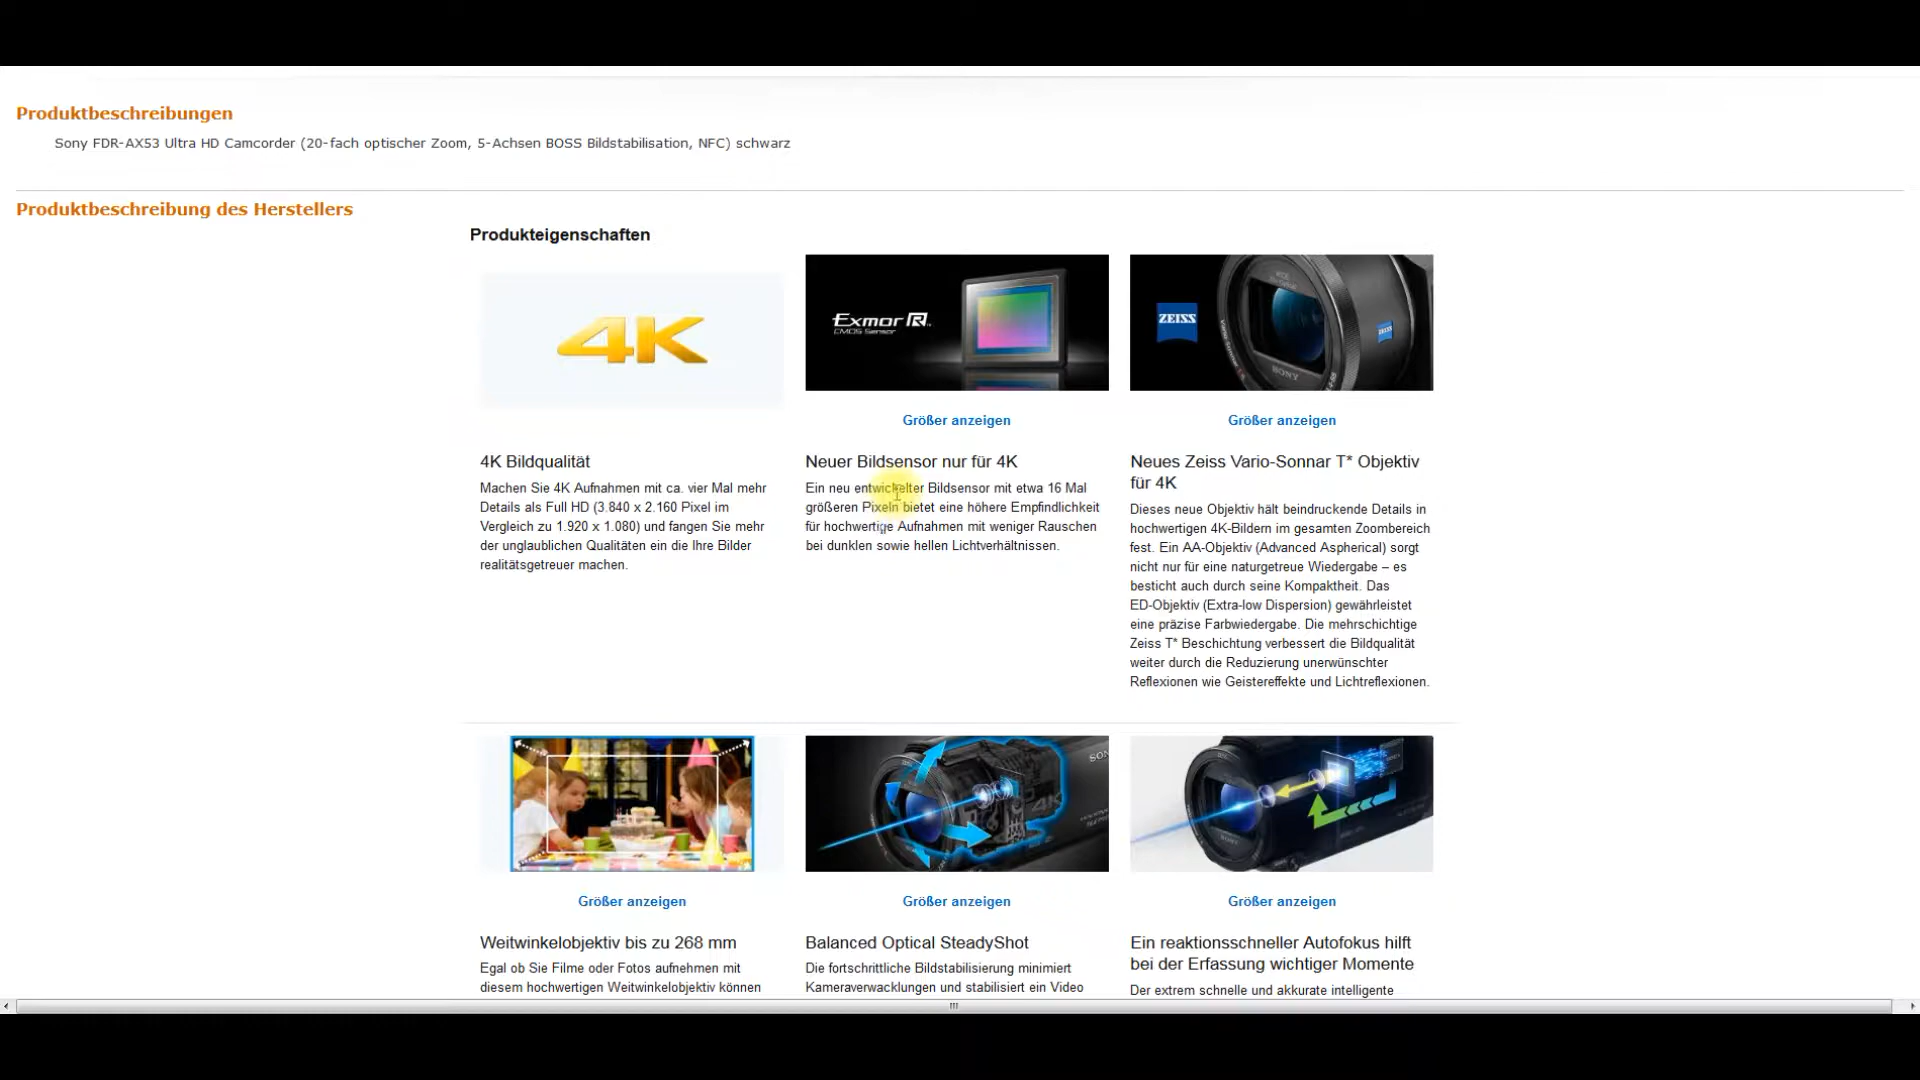 Produktbeschreibungen
Sony FDR-AX53 Ultra HD Camcorder (20-fach optischer Zoom, 5-Achsen BOSS Bildstabilisation, NFC) schwarz
Produktbeschreibung des Herstellers
Produkteigenschaften
4K
Exmor R
CMOS Sensor
ZEISS
ZEISS
SONY
Größer anzeigen
Größer anzeigen
4K Bildqualität
Machen Sie 4K Aufnahmen mit ca. vier Mal mehr
Details als Full HD (3.840 x 2.160 Pixel im
Vergleich zu 1.920 x 1.080) und fangen Sie mehr
der unglaublichen Qualitäten ein die Ihre Bilder
realitätsgetreuer machen.
Neuer Bildsensor nur für 4K
Ein neu entwickelter Bildsensor mit etwa 16 Mal
größeren Pixeln bietet eine höhere Empfindlichkeit
für hochwertige Aufnahmen mit weniger Rauschen
bei dunklen sowie hellen Lichtverhältnissen.
Neues Zeiss Vario-Sonnar T* Objektiv
für 4K
Dieses neue Objektiv hält beindruckende Details in
hochwertigen 4K-Bildern im gesamten Zoombereich
fest. Ein AA-Objektiv (Advanced Aspherical) sorgt
nicht nur für eine naturgetreue Wiedergabe – es
besticht auch durch seine Kompaktheit. Das
ED-Objektiv (Extra-low Dispersion) gewährleistet
eine präzise Farbwiedergabe. Die mehrschichtige
Zeiss T* Beschichtung verbessert die Bildqualität
weiter durch die Reduzierung unerwünschter
Reflexionen wie Geistereffekte und Lichtreflexionen.
Größer anzeigen
Größer anzeigen
Größer anzeigen
Weitwinkelobjektiv bis zu 268 mm
Egal ob Sie Filme oder Fotos aufnehmen mit
diesem hochwertigen Weitwinkelobjektiv können
Balanced Optical SteadyShot
Die fortschrittliche Bildstabilisierung minimiert
Kameraverwacklungen und stabilisiert ein Video
Ein reaktionsschneller Autofokus hilft
bei der Erfassung wichtiger Momente
Der extrem schnelle und akkurate intelligente